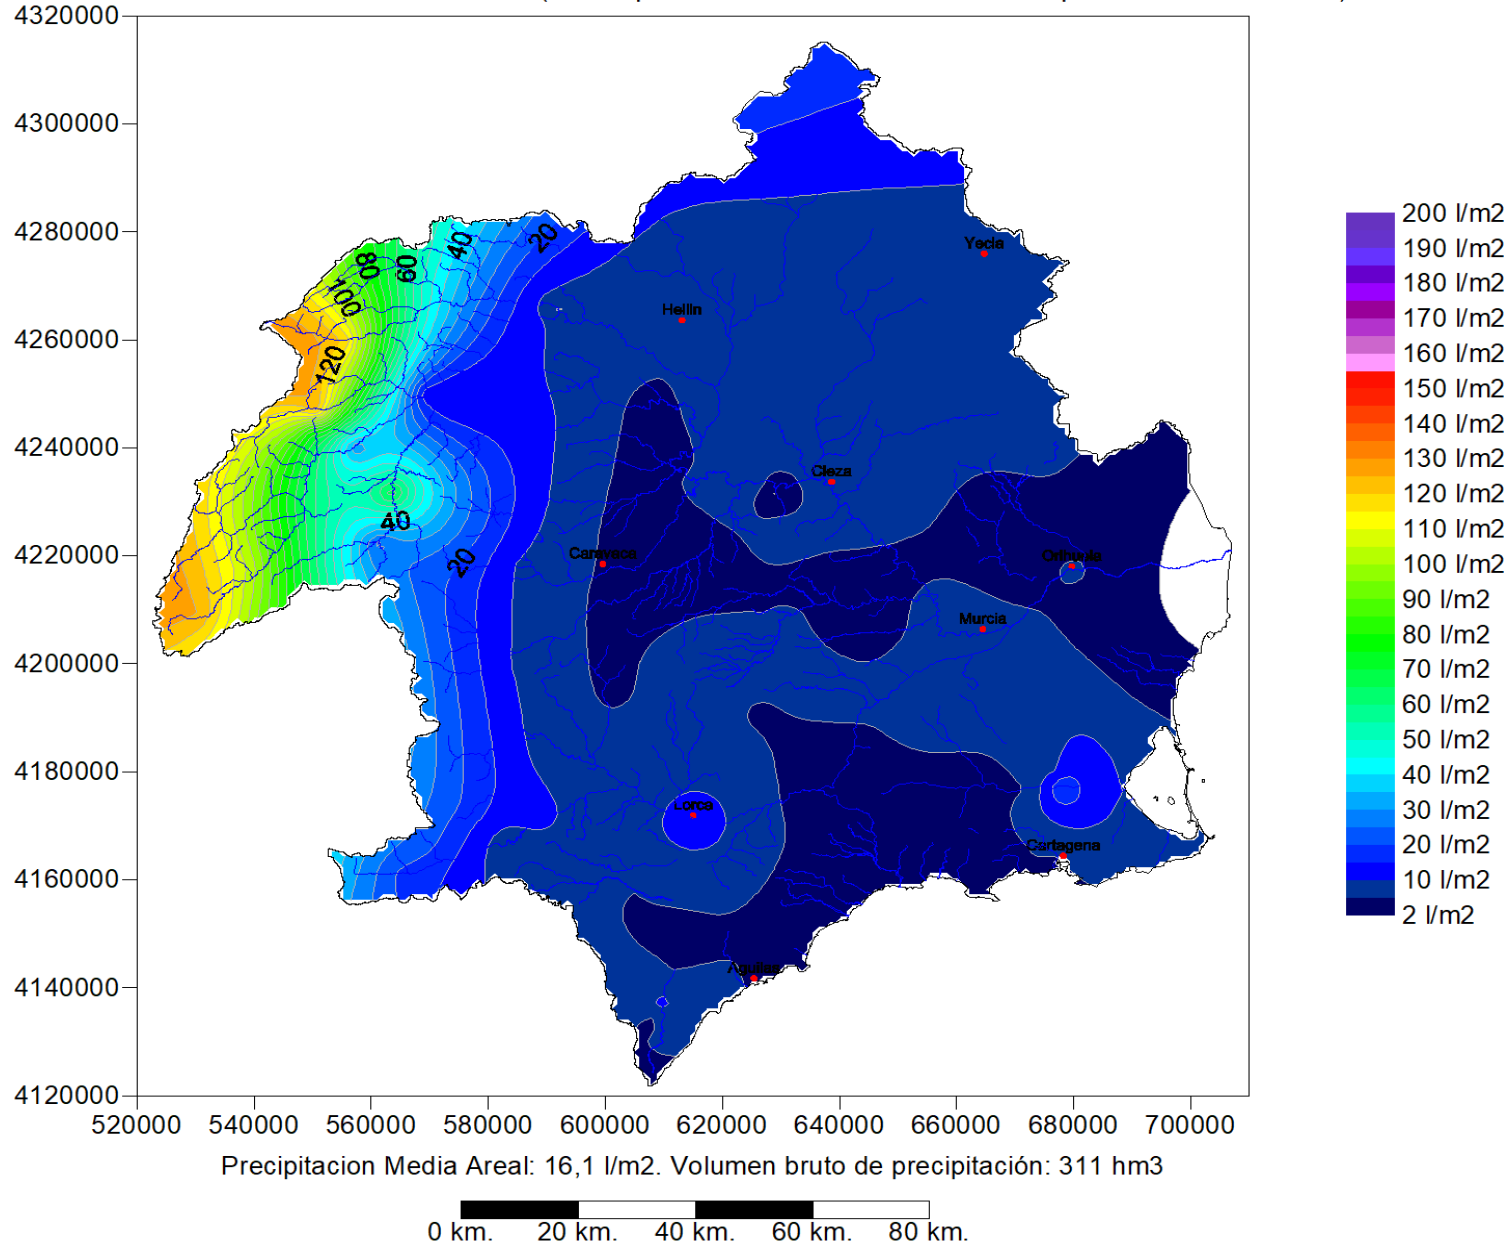 4320000
4300000
4280000
4260000
4240000
4220000
4200000
4180000
4160000
4140000
4120000
520000 540000 560000 580000 600000 620000 640000 660000 680000 700000
20
40
60
80
100
120
40
20
Yecla
Hellin
Cieza
Caravaca
Orihuela
Murcia
Lorca
Cartagena
Aguilas
200 l/m2
190 l/m2
180 l/m2
170 l/m2
160 l/m2
150 l/m2
140 l/m2
130 l/m2
120 l/m2
110 l/m2
100 l/m2
90 l/m2
80 l/m2
70 l/m2
60 l/m2
50 l/m2
40 l/m2
30 l/m2
20 l/m2
10 l/m2
2 l/m2
Precipitacion Media Areal: 16,1 l/m2. Volumen bruto de precipitación: 311 hm3
0 km. 20 km. 40 km. 60 km. 80 km.